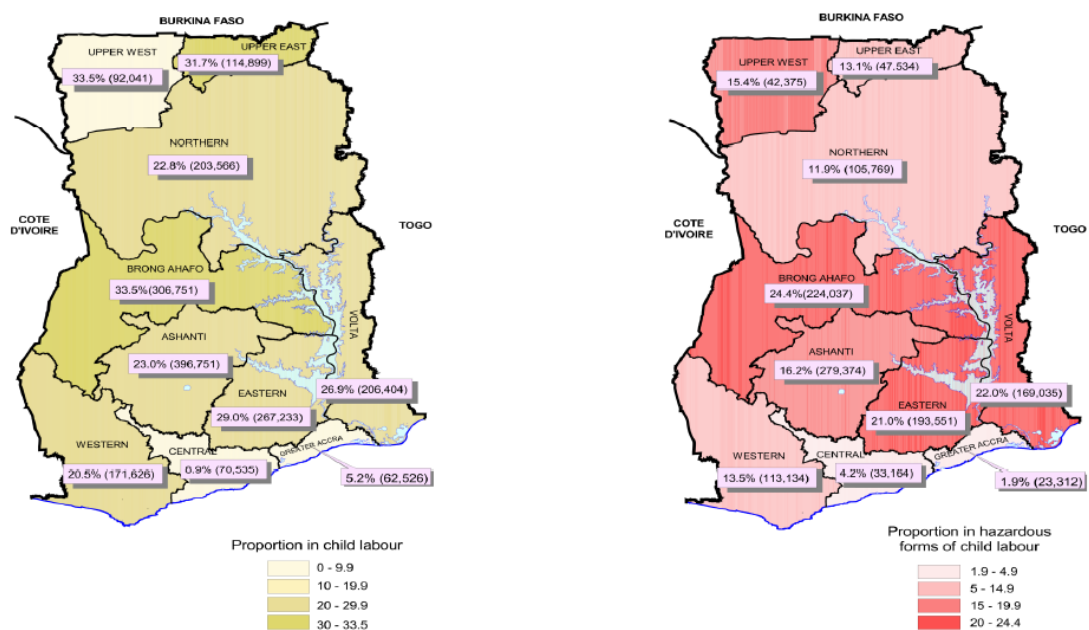 BURKINA FASO
UPPER WEST
UPPER EAST
31.7% (114,899)
33.5% (92,041)
NORTHERN
22.8% (203,566)
COTE
D'IVOIRE
TOGO
BRONG AHAFO
33.5%(306,751)
VOLTA
ASHANTI
23.0% (396,751)
26.9% (206,404)
EASTERN
29.0% (267,233)
WESTERN
CENTRAL
GREATER ACCRA
20.5% (171,626)
8.9% (70,535)
5.2% (62,526)
Proportion in child labour
0 - 9.9
10 - 19.9
20 - 29.9
30 - 33.5
BURKINA FASO
UPPER EAST
UPPER WEST
13.1% (47.534)
15.4% (42,375)
NORTHERN
11.9% (105,769)
COTE
D'IVOIRE
TOGO
BRONG AHAFO
24.4%(224,037)
VOLTA
ASHANTI
16.2% (279,374)
22.0% (169,035)
EASTERN
21.0% (193,551)
WESTERN
CENTRAL
GREATER ACCRA
13.5% (113,134)
4.2% (33,164)
1.9% (23,312)
Proportion in hazardous
forms of child labour
1.9 - 4.9
5 - 14.9
15 - 19.9
20 - 24.4